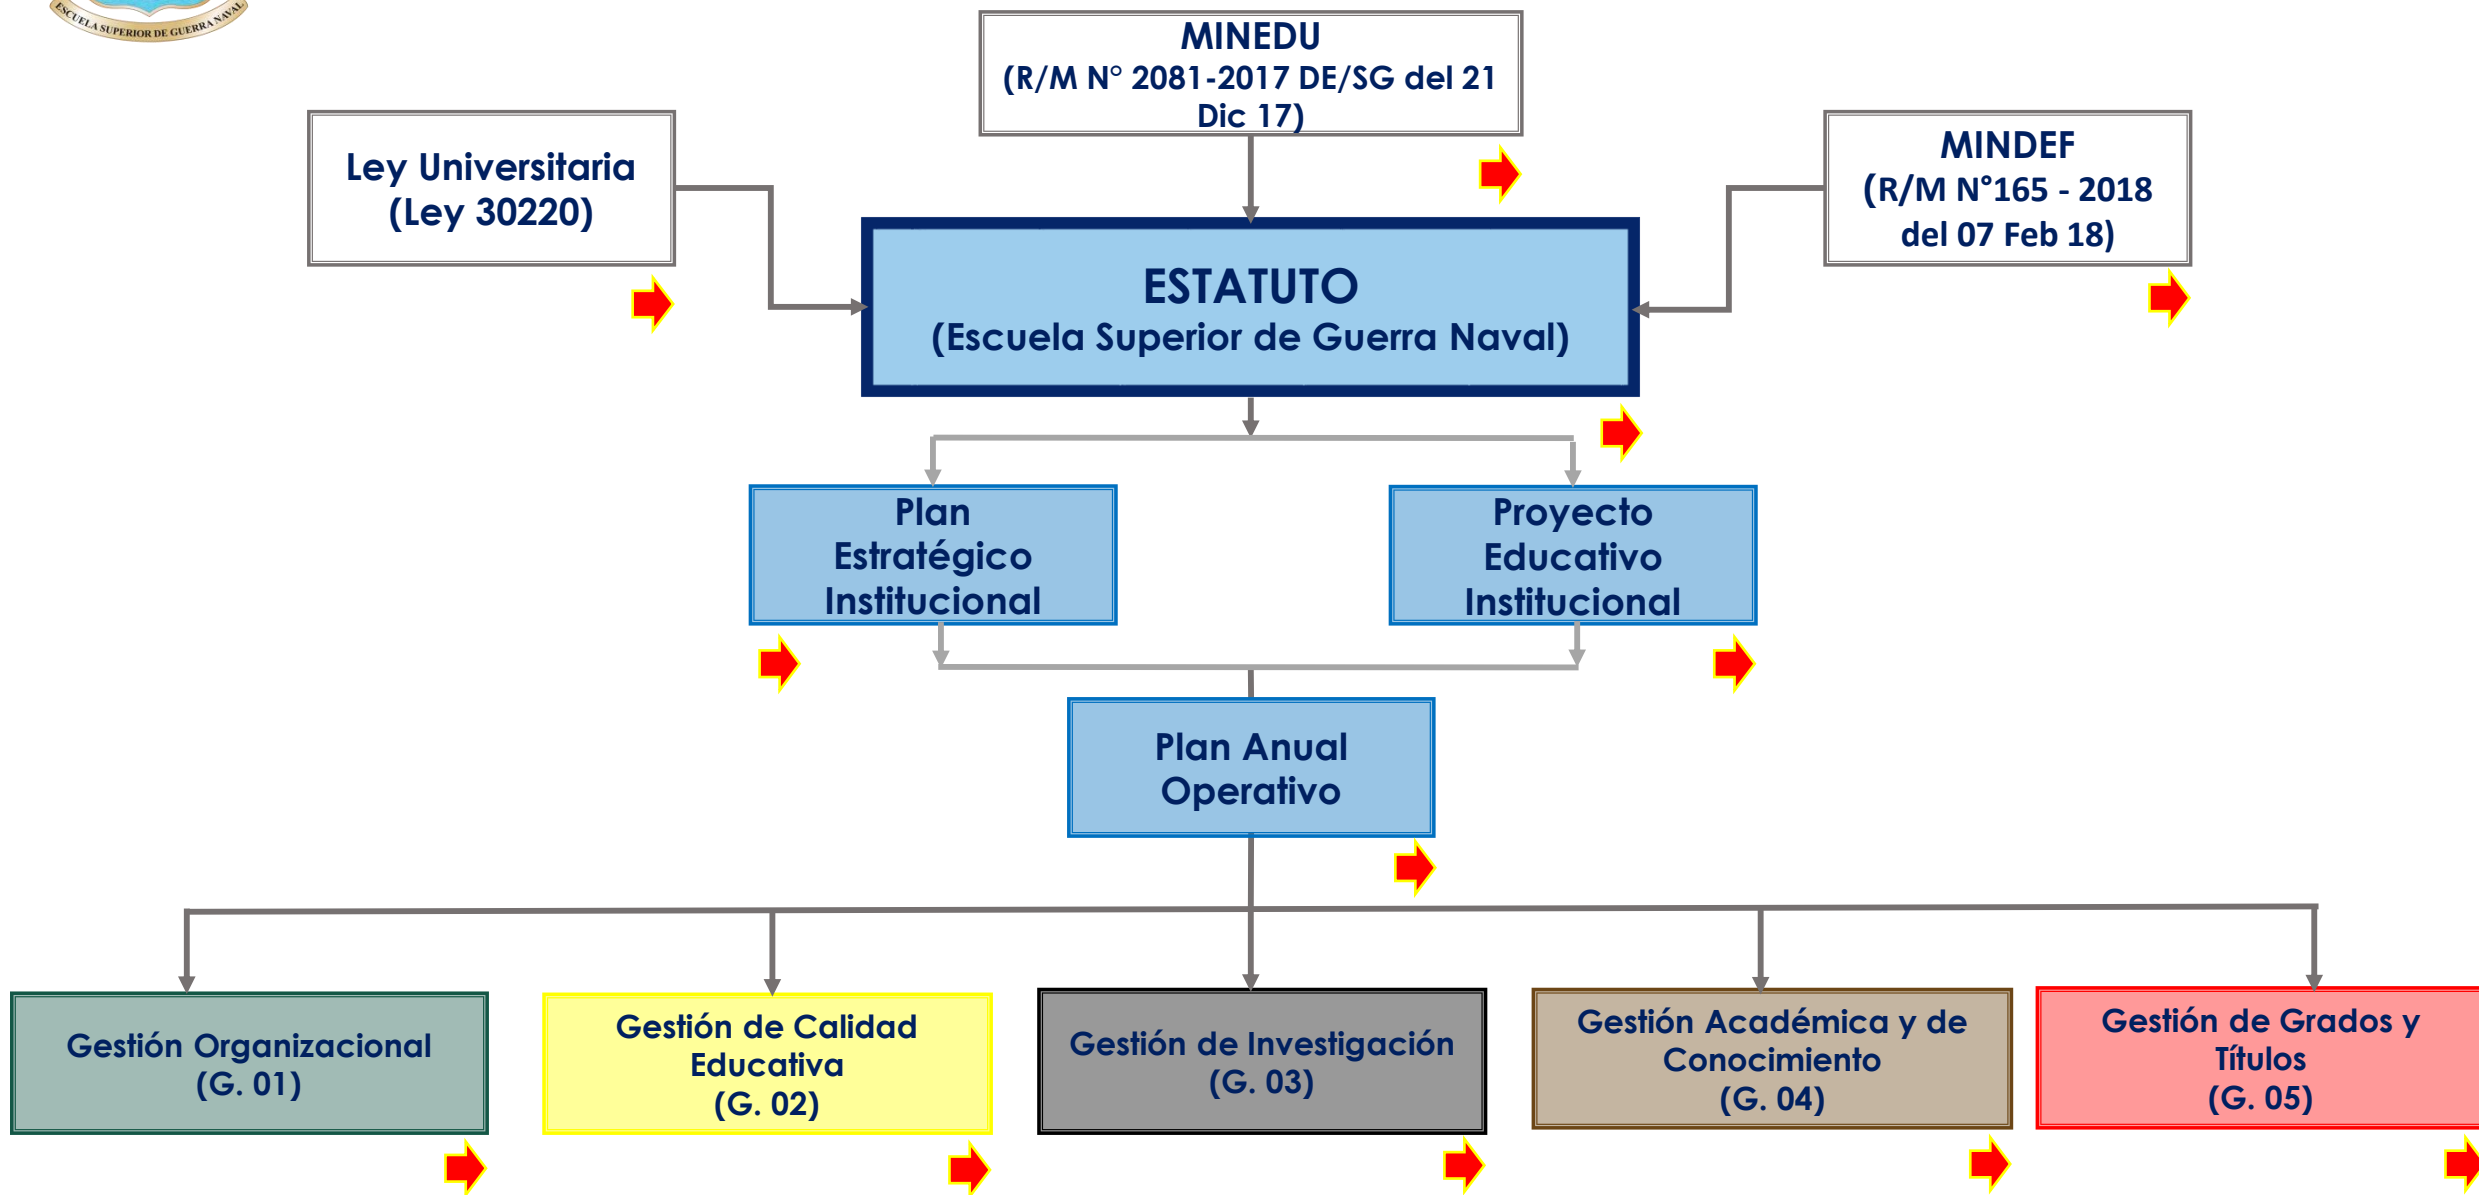 ESCUELA SUPERIOR DE GUERRA NAVAL
MINEDU
(R/M N° 2081-2017 DE/SG del 21
Dic 17)
Ley Universitaria
(Ley 30220)
MINDEF
(R/M N°165 - 2018
del 07 Feb 18)
ESTATUTO
(Escuela Superior de Guerra Naval)
Plan
Estratégico
Institucional
Proyecto
Educativo
Institucional
Plan Anual
Operativo
Gestión Organizacional
(G. 01)
Gestión de Calidad
Educativa
(G. 02)
Gestión de Investigación
(G. 03)
Gestión Académica y de
Conocimiento
(G. 04)
Gestión de Grados y
Títulos
(G. 05)